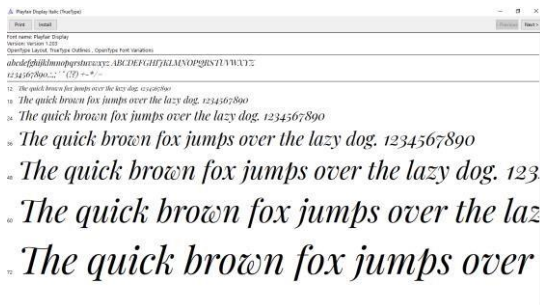 Playfair Display Italic (TrueType)
Print Install Previous Next>
Font name: Playfair Display
Version: Version 1.203
OpenType Layout, TrueType Outlines , OpenType Font Variations
abcdefghijklmnopqrstuvwxyz ABCDEFGHIJKLMNOPQRSTUVWXYZ
1234567890.:,; ' " (!?) +-*/=
12 The quick brown fox jumps over the lazy dog. 1234567890
18 The quick brown fox jumps over the lazy dog. 1234567890
24 The quick brown fox jumps over the lazy dog. 1234567890
36 The quick brown fox jumps over the lazy dog. 1234567890
48 The quick brown fox jumps over the lazy dog. 123
60 The quick brown fox jumps over the laz
72 The quick brown fox jumps over